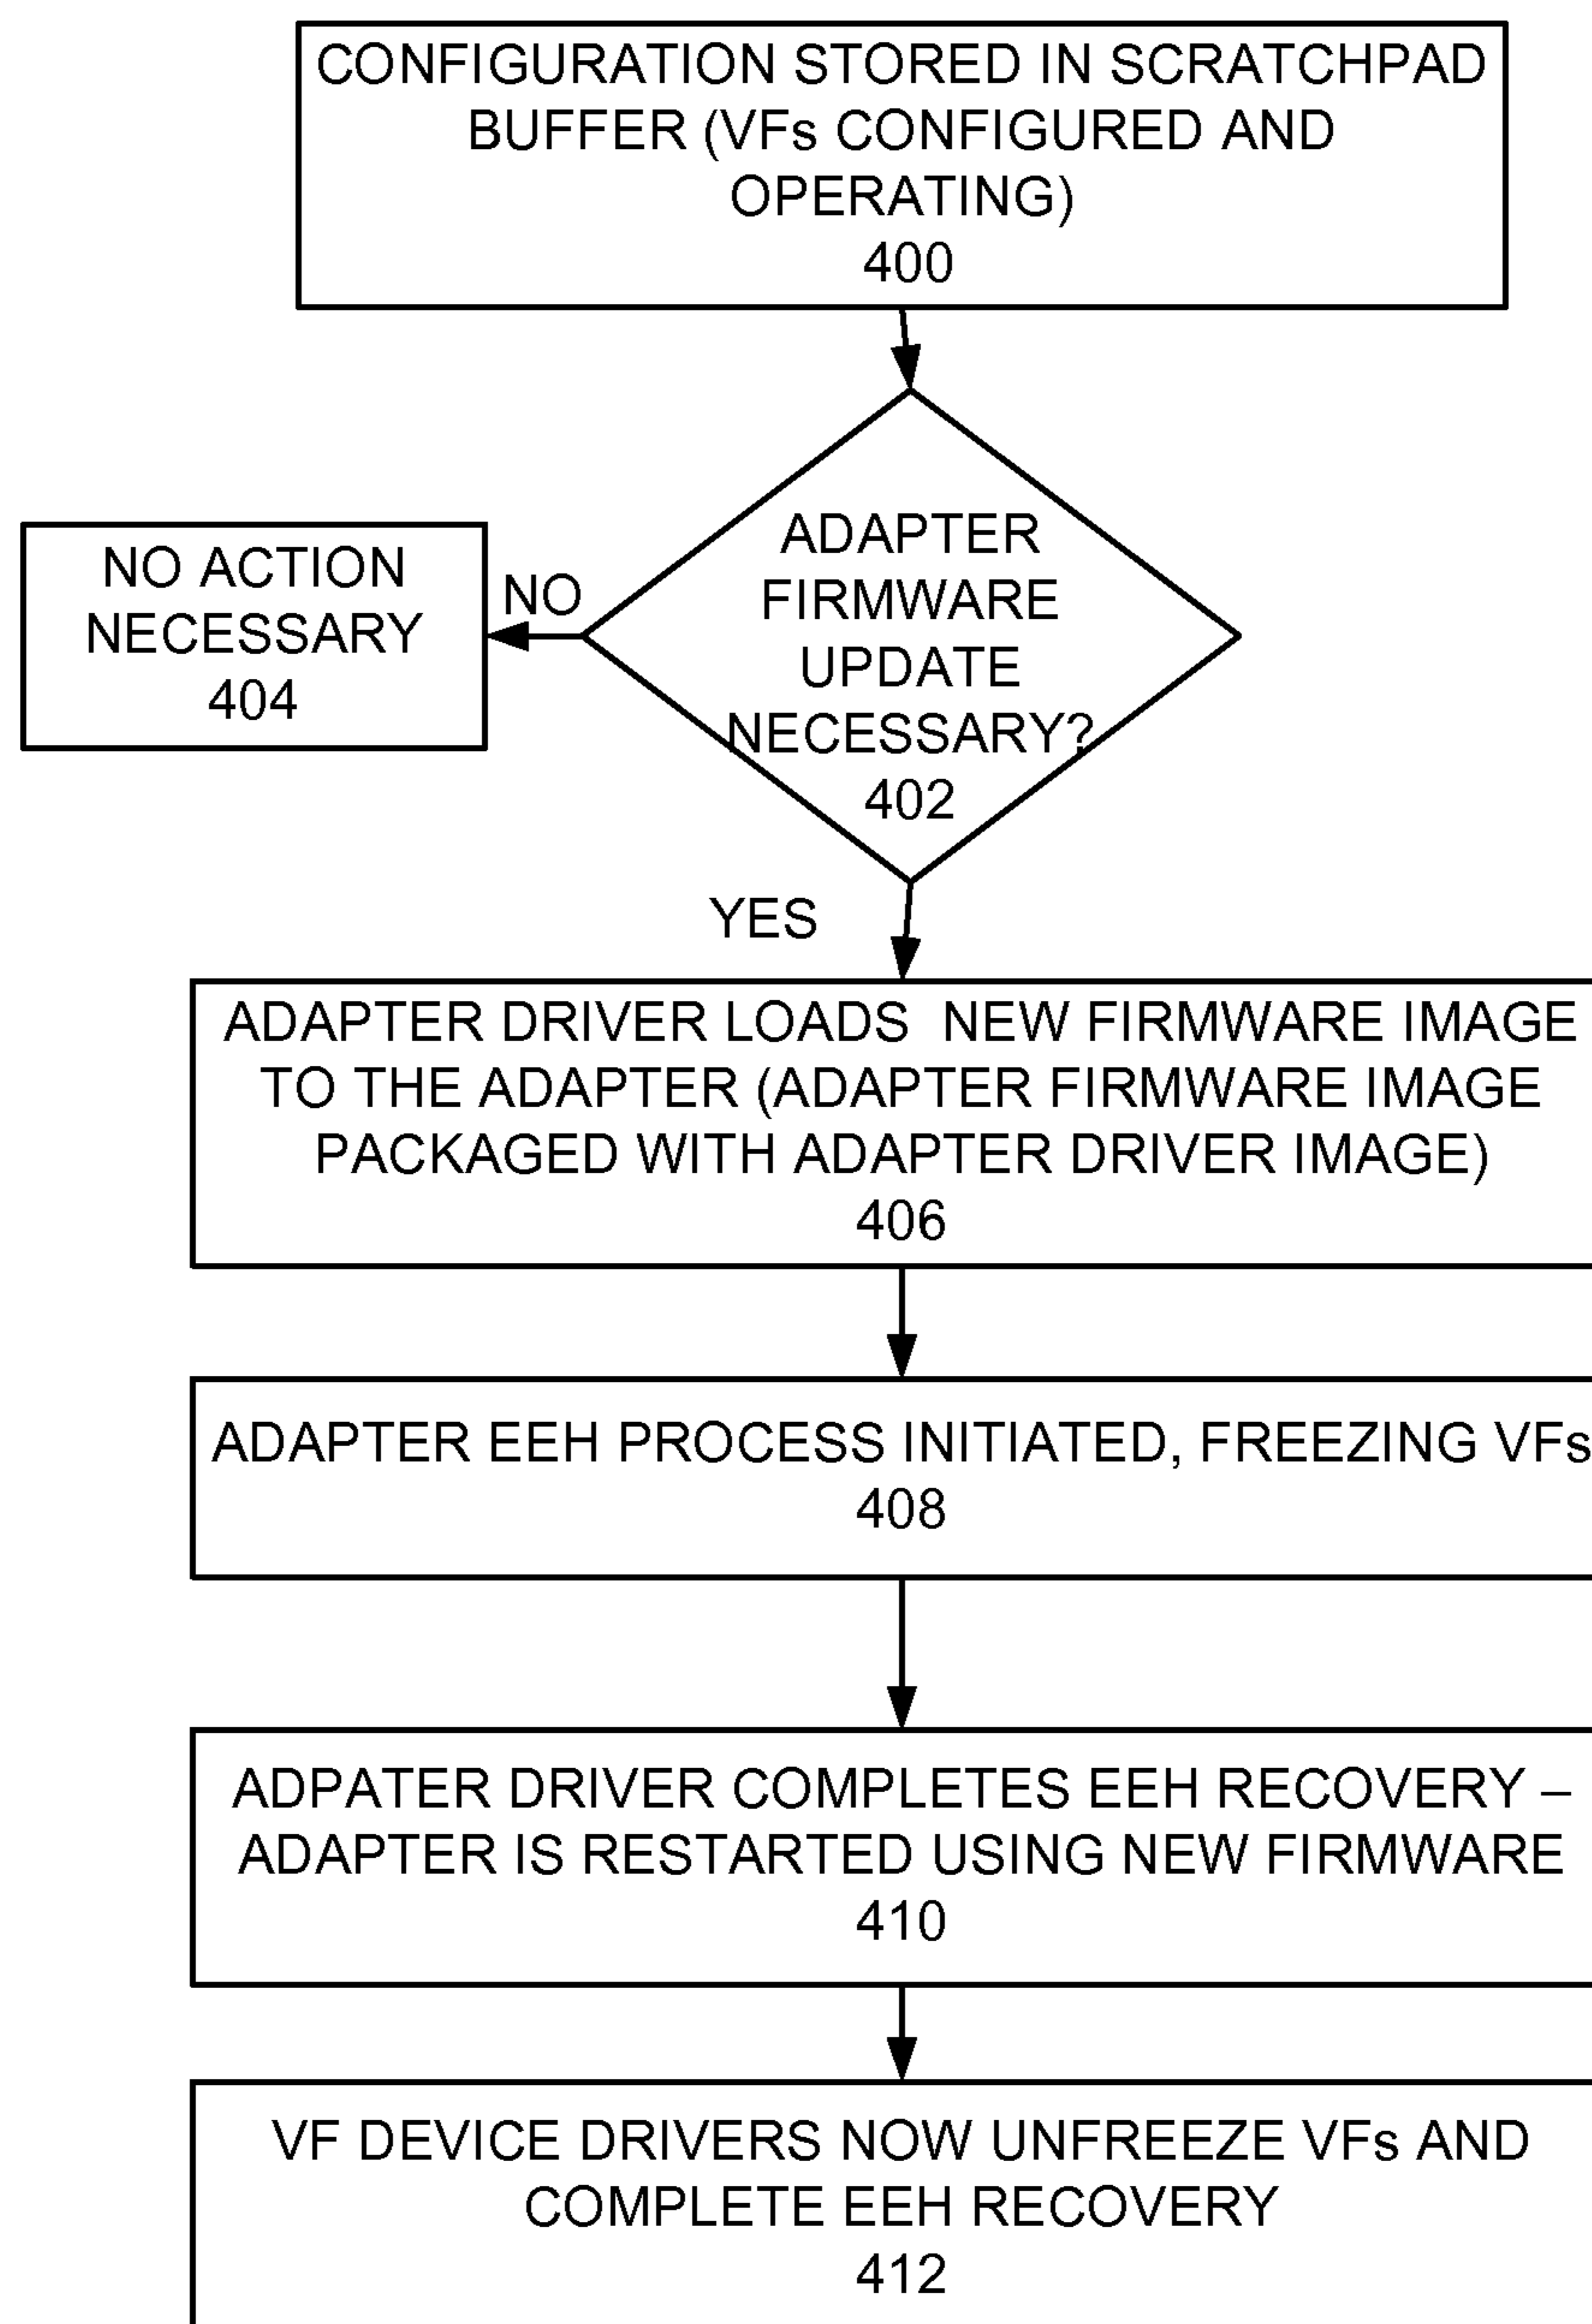 CONFIGURATION STORED IN SCRATCHPAD
BUFFER (VFs CONFIGURED AND
OPERATING)
400
ADAPTER
FIRMWARE
UPDATE
NECESSARY?
402
NO
NO ACTION
NECESSARY
404
YES
ADAPTER DRIVER LOADS  NEW FIRMWARE IMAGE
TO THE ADAPTER (ADAPTER FIRMWARE IMAGE
PACKAGED WITH ADAPTER DRIVER IMAGE)
406
ADAPTER EEH PROCESS INITIATED, FREEZING VFs
408
ADPATER DRIVER COMPLETES EEH RECOVERY –
ADAPTER IS RESTARTED USING NEW FIRMWARE
410
VF DEVICE DRIVERS NOW UNFREEZE VFs AND
COMPLETE EEH RECOVERY
412